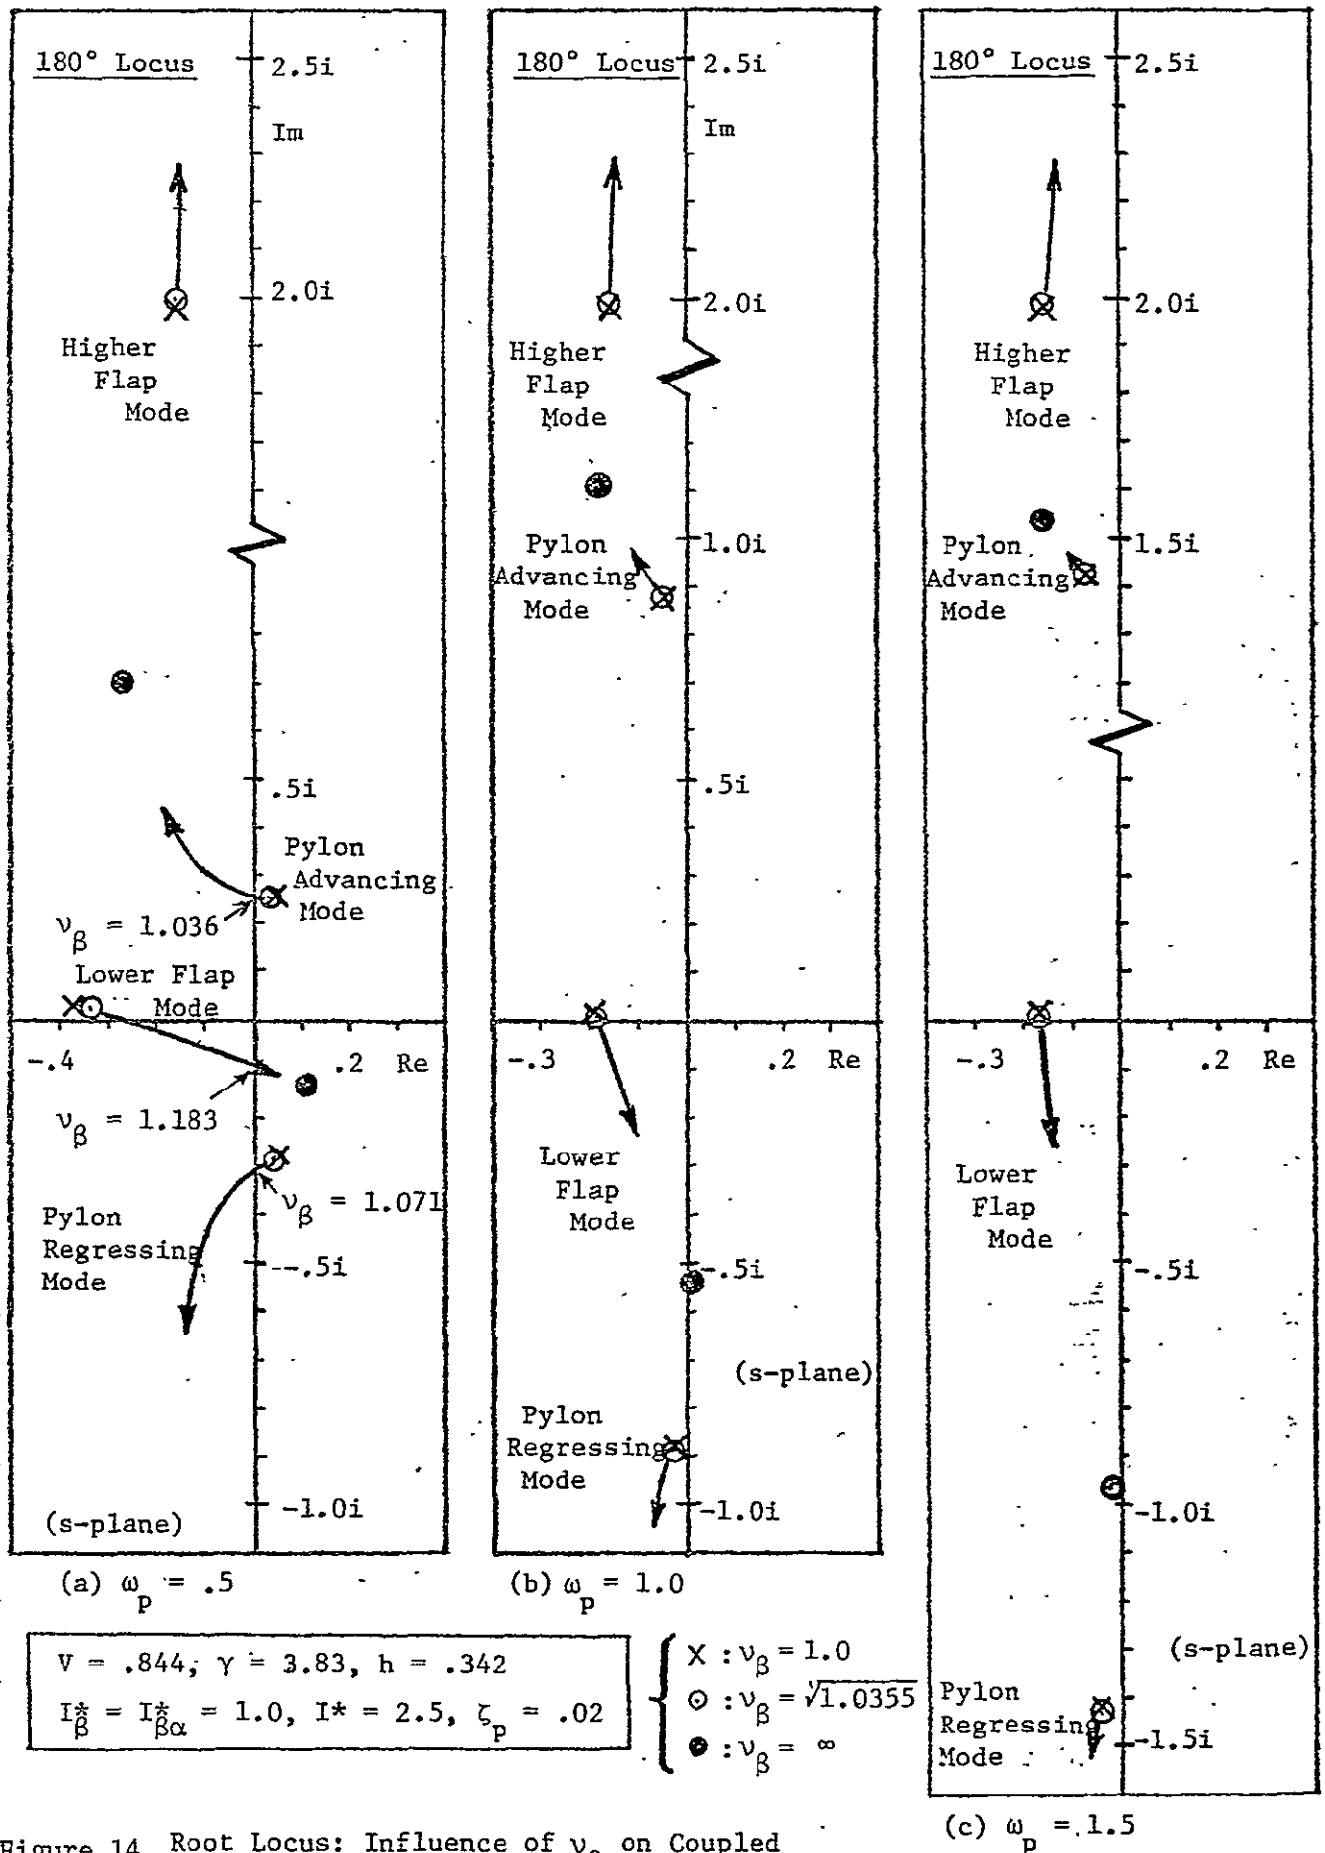 180° Locus
2.5i
Im
2.0i
Higher
Flap
Mode
.5i
Pylon
Advancing
Mode
νβ = 1.036
Lower Flap
Mode
-.4
.2 Re
νβ = 1.183
νβ = 1.071
Pylon
Regressing
Mode
-.5i
-1.0i
(s-plane)
(a) ωp = .5
180° Locus
2.5i
Im
2.0i
Higher
Flap
Mode
Pylon
Advancing
Mode
1.0i
.5i
-.3
.2 Re
Lower
Flap
Mode
-.5i
(s-plane)
Pylon
Regressing
Mode
-1.0i
(b) ωp = 1.0
180° Locus
2.5i
2.0i
Higher
Flap
Mode
1.5i
Pylon
Advancing
Mode
-.3
.2 Re
Lower
Flap
Mode
-.5i
-1.0i
(s-plane)
Pylon
Regressing
Mode
-1.5i
(c) ωp = 1.5
V = .844, γ = 3.83, h = .342
I*β = I*βα = 1.0, I* = 2.5, ζp = .02
X : νβ = 1.0
⊙ : νβ = √1.0355
● : νβ = ∞
Figure 14 Root Locus: Influence of νβ on Coupled